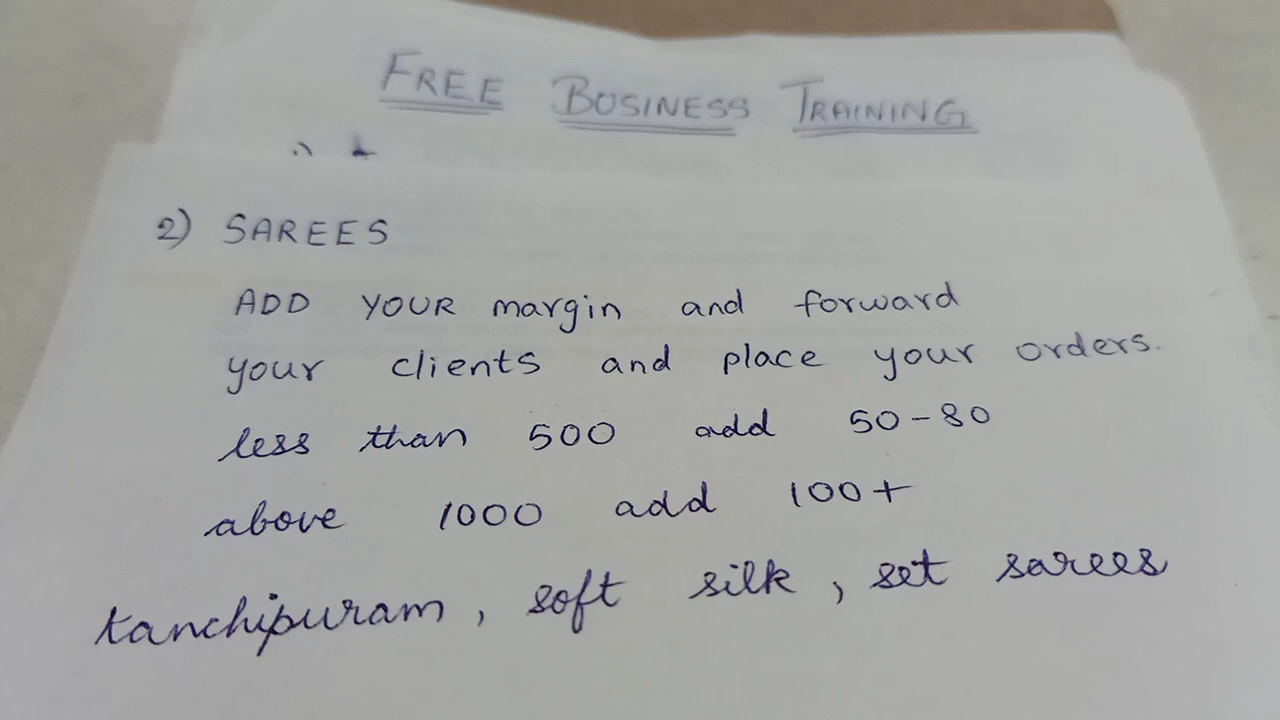 FREE BUSINESS TRAINING
2) SAREES
ADD YOUR margin and forward
your clients and place your orders.
less than 500 add 50-80
above 1000 add 100+
kanchipuram, soft silk, set sarees